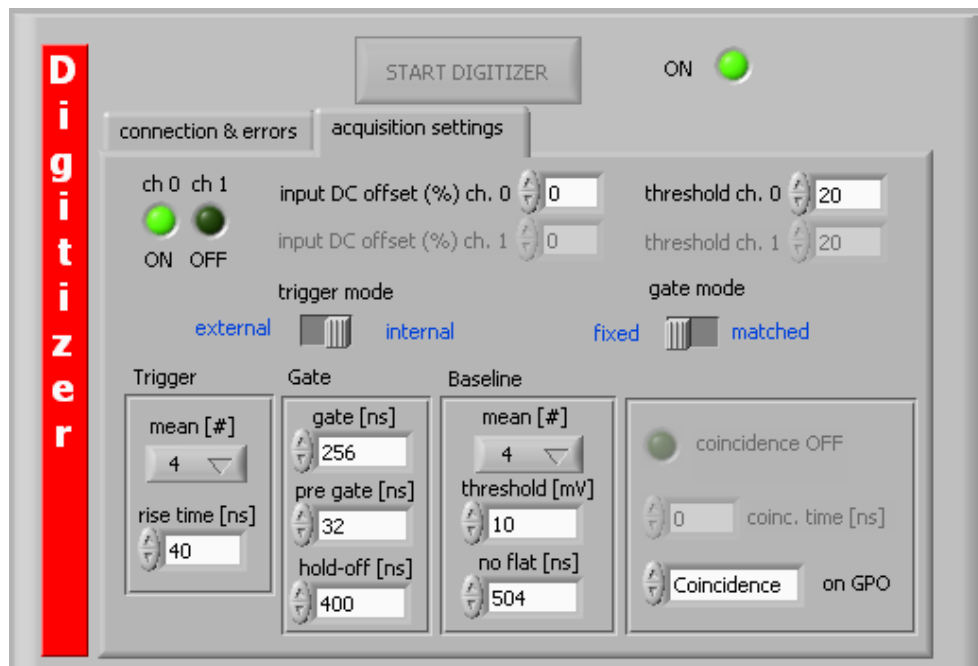 Digitizer
START DIGITIZER
ON
connection & errors
acquisition settings
ch 0 ch 1
ON OFF
input DC offset (%) ch. 0 0
threshold ch. 0 20
input DC offset (%) ch. 1 0
threshold ch. 1 20
trigger mode
external internal
gate mode
fixed matched
Trigger
mean [#]
4
rise time [ns]
40
Gate
gate [ns]
256
pre gate [ns]
32
hold-off [ns]
400
Baseline
mean [#]
4
threshold [mV]
10
no flat [ns]
504
coincidence OFF
0 coinc. time [ns]
Coincidence on GPO